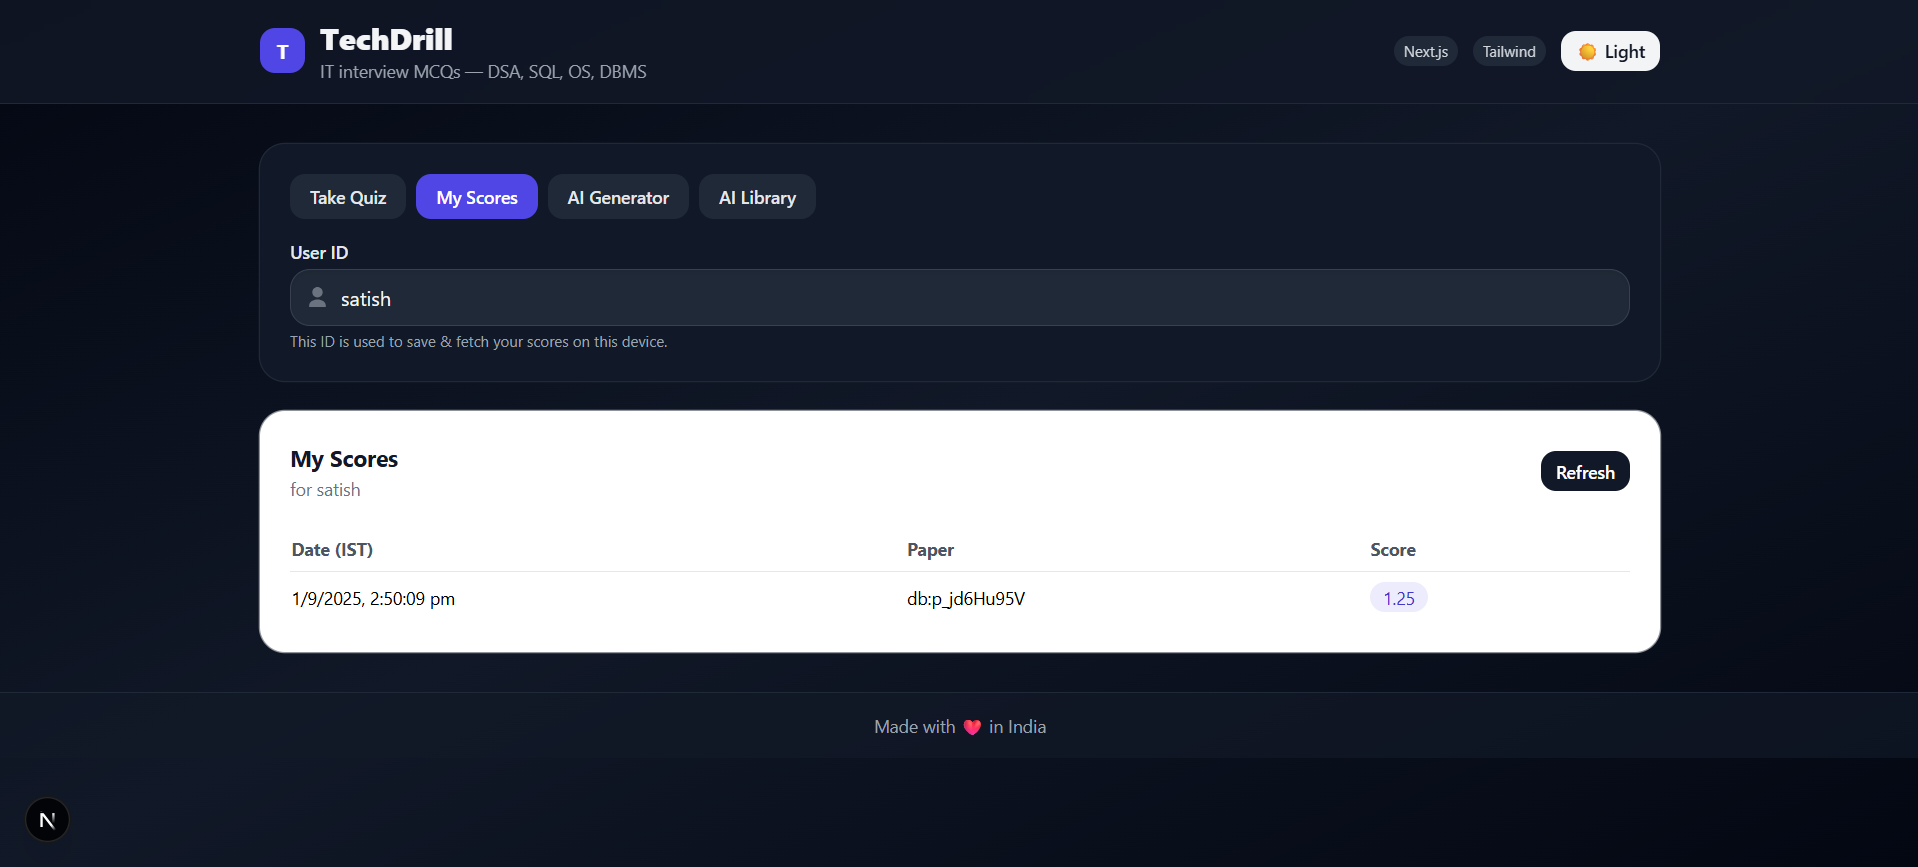 T
TechDrill
IT interview MCQs — DSA, SQL, OS, DBMS
Next.js
Tailwind
Light
Take Quiz
My Scores
AI Generator
AI Library
User ID
satish
This ID is used to save & fetch your scores on this device.
My Scores
for satish
Refresh
Date (IST) Paper Score
1/9/2025, 2:50:09 pm db:p_jd6Hu95V 1.25
Made with ❤️ in India
N